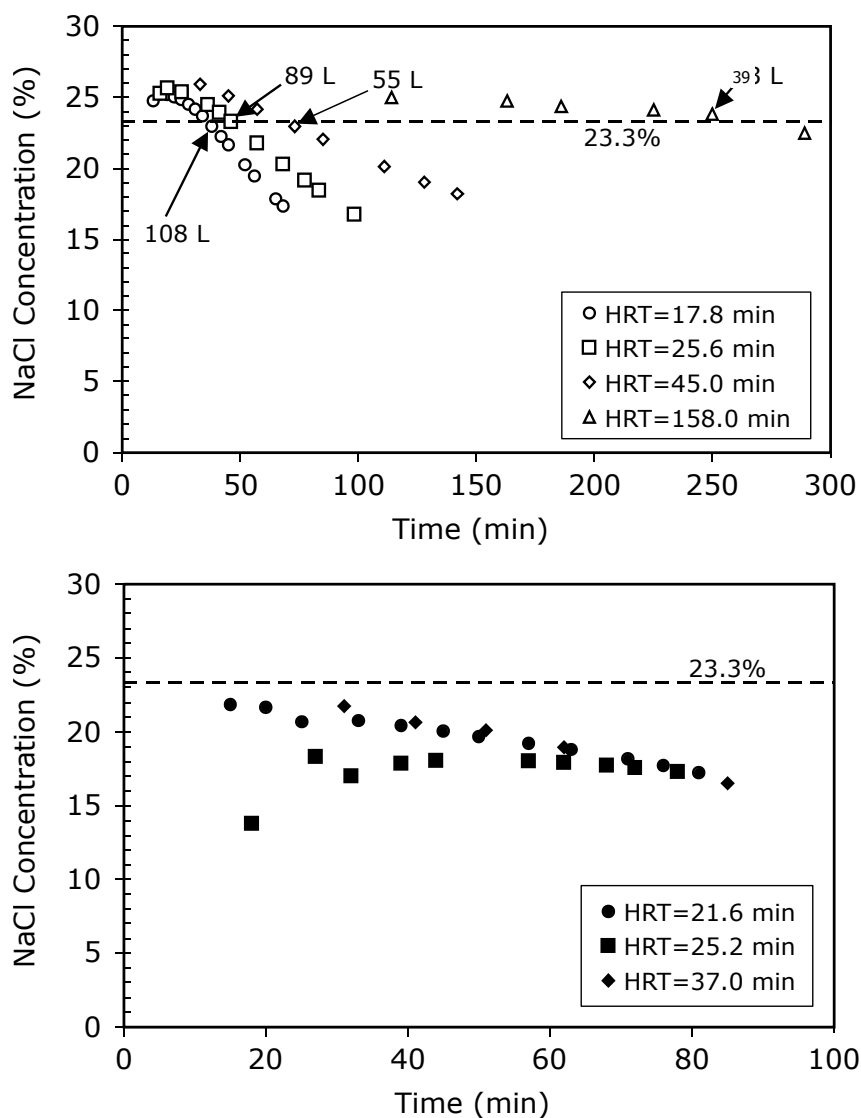 30
25
20
15
10
5
0
NaCl Concentration (%)
89 L
55 L
L
23.3%
108 L
HRT=17.8 min
HRT=25.6 min
HRT=45.0 min
HRT=158.0 min
0 50 100 150 200 250 300
Time (min)
30
25
20
15
10
5
0
NaCl Concentration (%)
23.3%
HRT=21.6 min
HRT=25.2 min
HRT=37.0 min
0 20 40 60 80 100
Time (min)